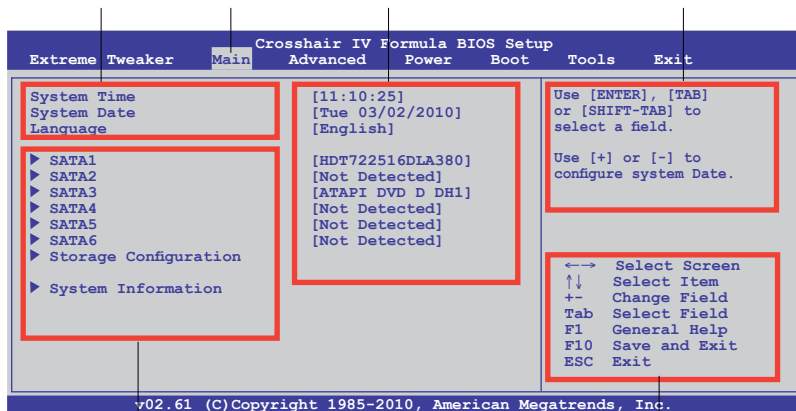 Crosshair IV Formula BIOS Setup
Extreme Tweaker Main Advanced Power Boot Tools Exit
System Time [11:10:25]
System Date [Tue 03/02/2010]
Language [English]
▶ SATA1 [HDT722516DLA380]
▶ SATA2 [Not Detected]
▶ SATA3 [ATAPI DVD D DH1]
▶ SATA4 [Not Detected]
▶ SATA5 [Not Detected]
▶ SATA6 [Not Detected]
▶ Storage Configuration
▶ System Information
Use [ENTER], [TAB]
or [SHIFT-TAB] to
select a field.
Use [+] or [-] to
configure system Date.
←→ Select Screen
↑↓ Select Item
+- Change Field
Tab Select Field
F1 General Help
F10 Save and Exit
ESC Exit
v02.61 (C)Copyright 1985-2010, American Megatrends, Inc.